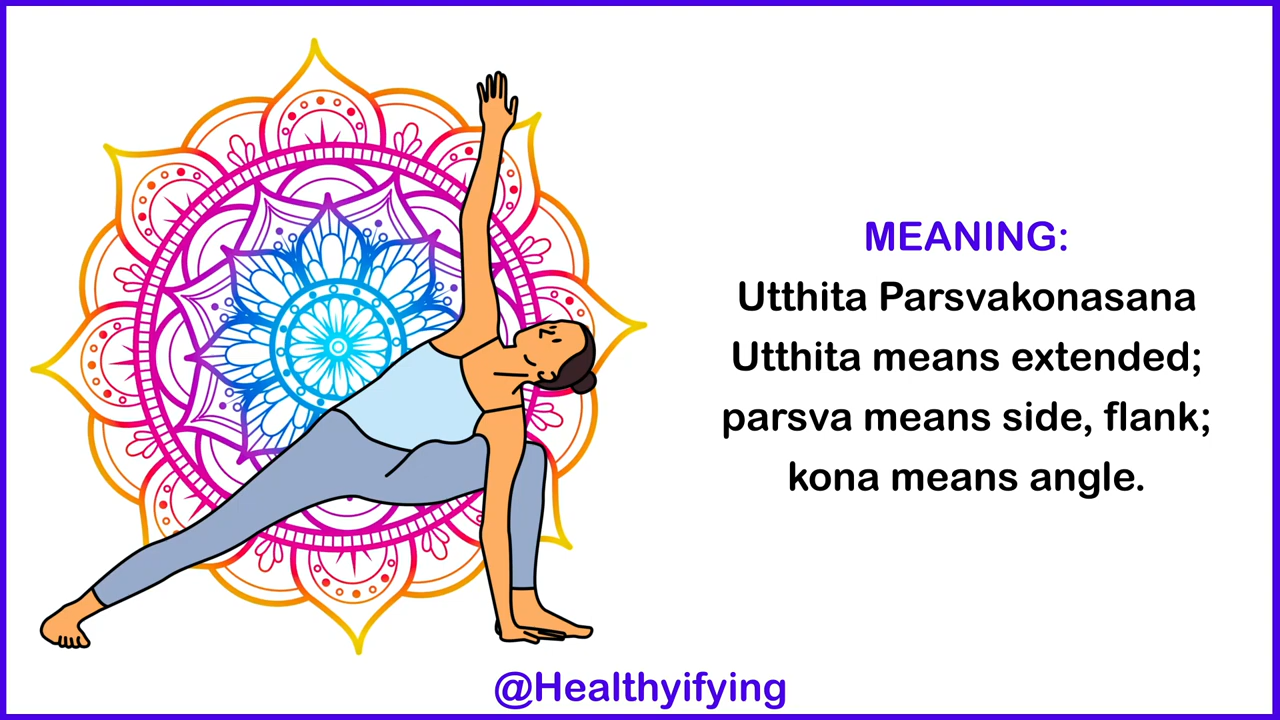 MEANING:
Utthita Parsvakonasana
Utthita means extended;
parsva means side, flank;
kona means angle.
@Healthyifying